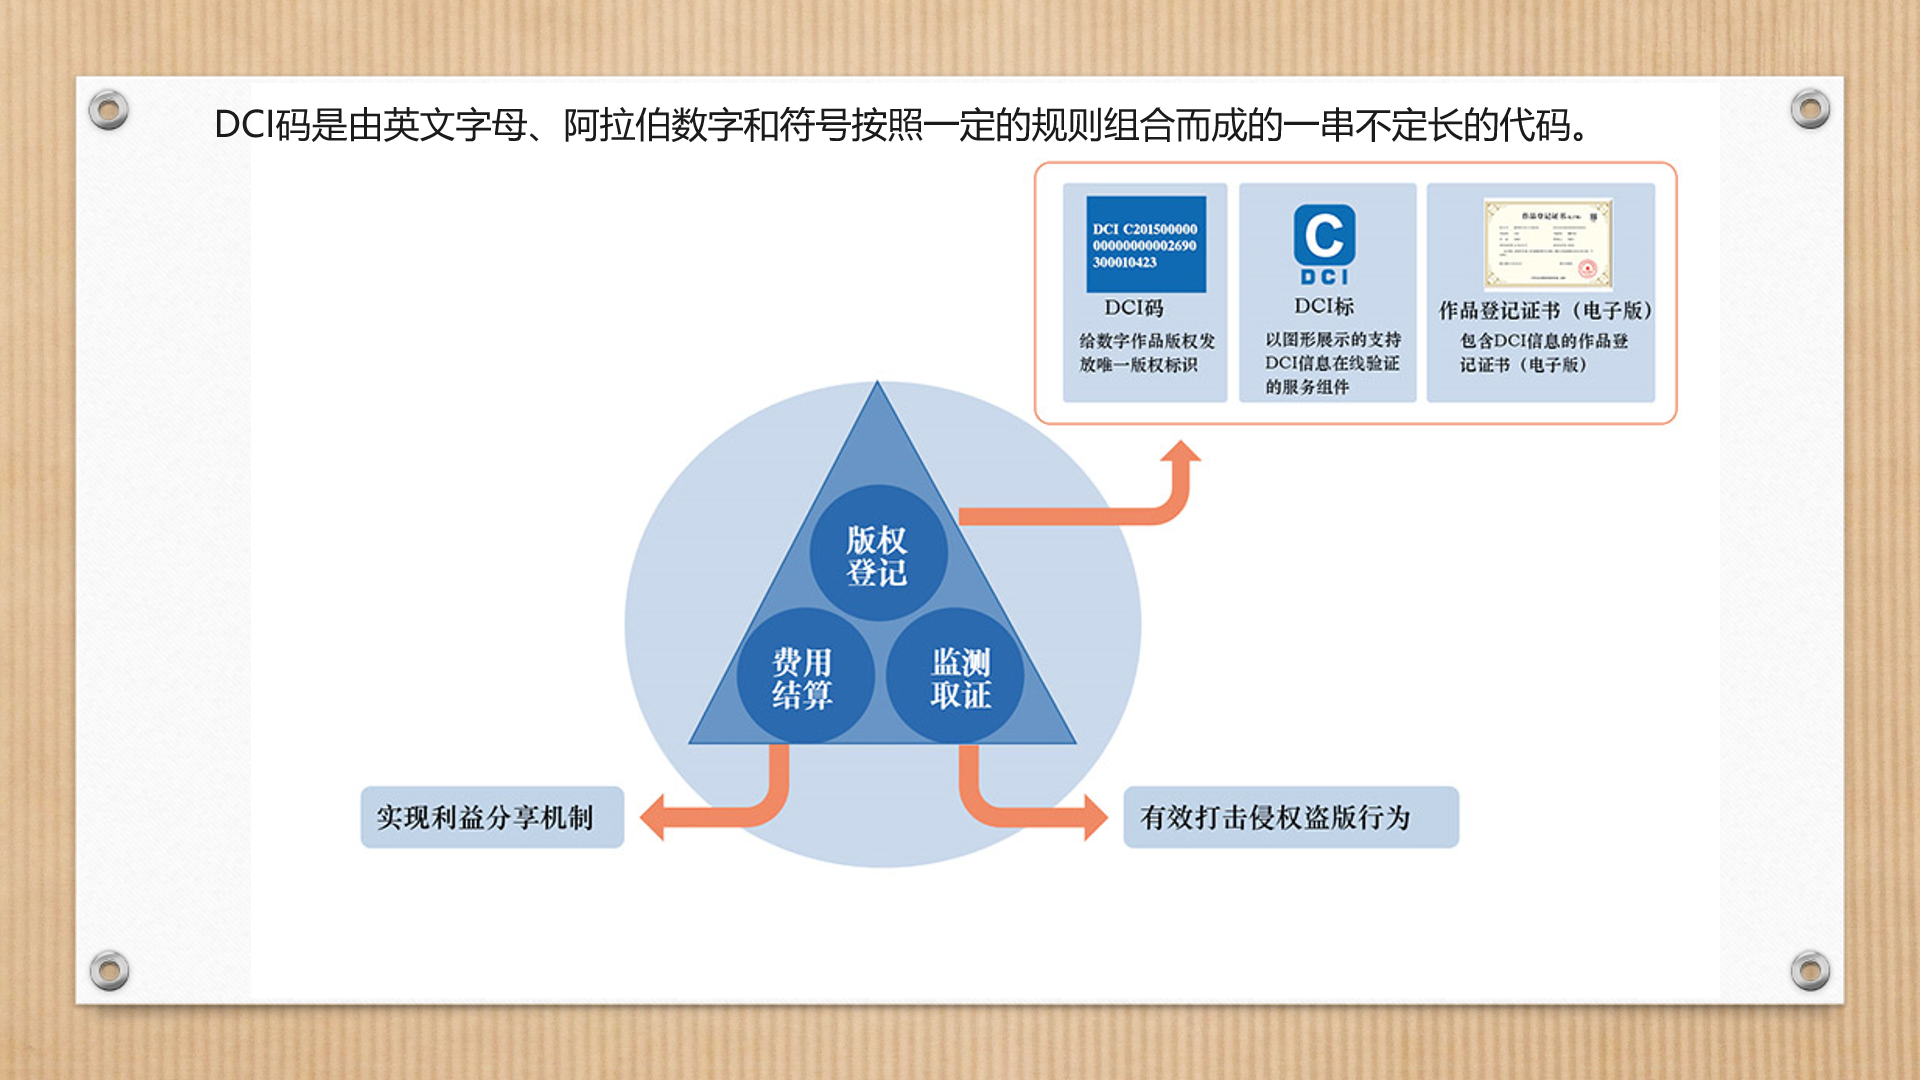 DCI码是由英文字母、阿拉伯数字和符号按照一定的规则组合而成的一串不定长的代码。
DCI C201500000
00000000002690
300010423
DCI码
给数字作品版权发
放唯一版权标识
C
DCI
DCI标
以图形展示的支持
DCI信息在线验证
的服务组件
作品登记证书
作品登记证书（电子版）
包含DCI信息的作品登
记证书（电子版）
版权
登记
费用
结算
监测
取证
实现利益分享机制
有效打击侵权盗版行为